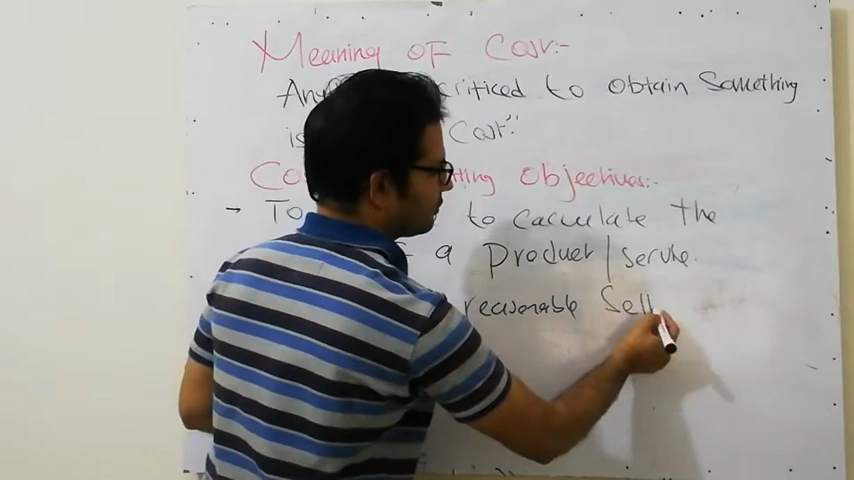 Meaning OF Cost:-
Any criticed to obtain Something
is Cost"
Co ting Objectives:-
→ To to calculate the
a Product/service.
reasonable Sell